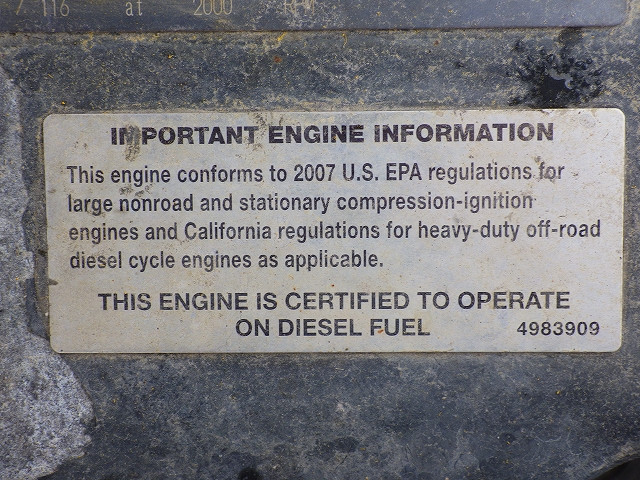 / 116 at 2000 RPM
IMPORTANT ENGINE INFORMATION
This engine conforms to 2007 U.S. EPA regulations for
large nonroad and stationary compression-ignition
engines and California regulations for heavy-duty off-road
diesel cycle engines as applicable.
THIS ENGINE IS CERTIFIED TO OPERATE
ON DIESEL FUEL 4983909